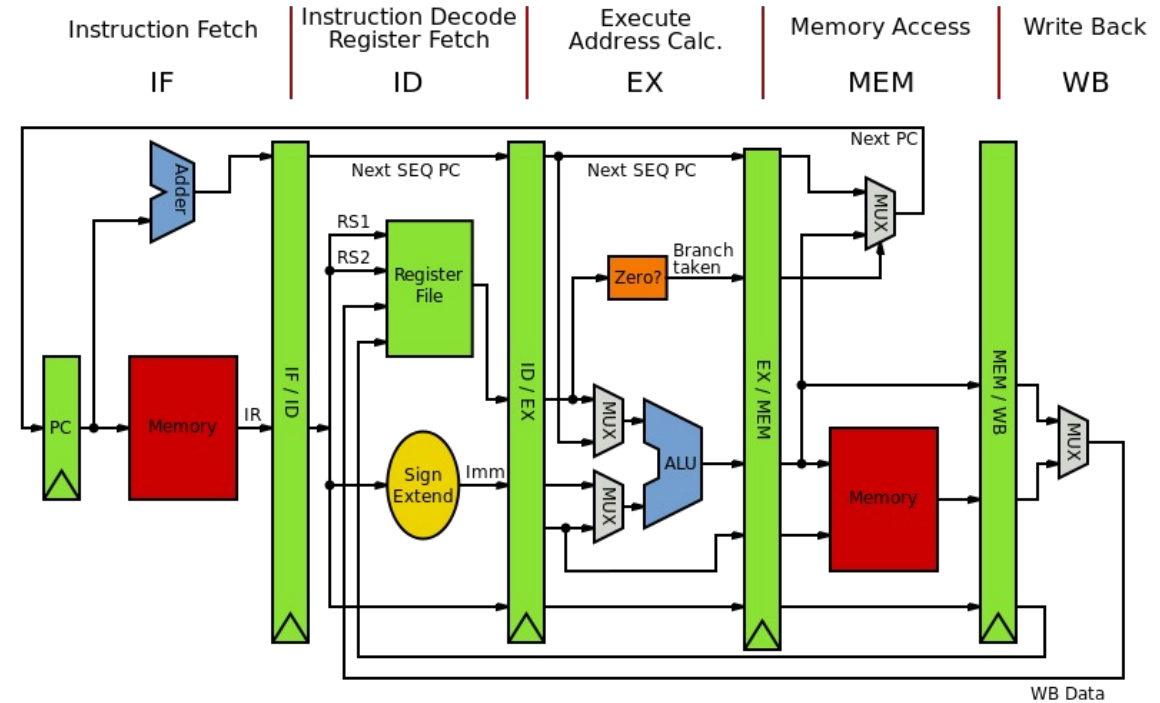 Instruction Fetch
IF
Instruction Decode
Register Fetch
ID
Execute
Address Calc.
EX
Memory Access
MEM
Write Back
WB
Next PC
Adder
Next SEQ PC
Next SEQ PC
MUX
RS1
RS2
Register
File
Branch
taken
Zero?
IF / ID
ID / EX
EX / MEM
MEM / WB
PC
Memory
IR
MUX
ALU
MUX
Sign
Extend
Imm
MUX
Memory
WB Data